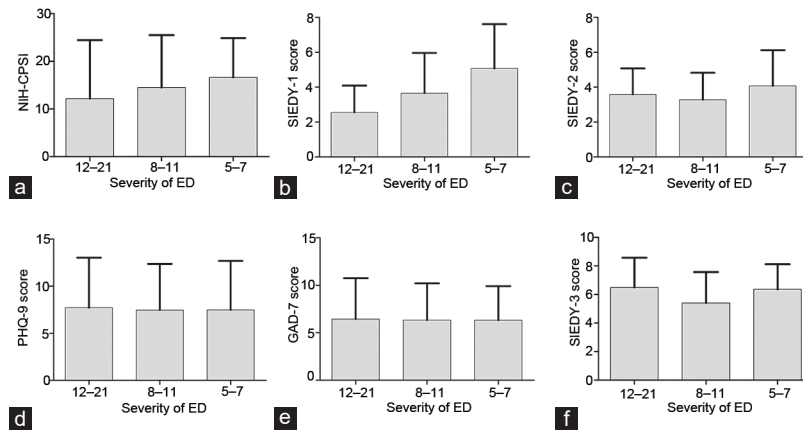 NIH-CPSI
30
20
10
0
12–21
8–11
5–7
Severity of ED
a
SIEDY-1 score
8
6
4
2
0
12–21
8–11
5–7
Severity of ED
b
SIEDY-2 score
8
6
4
2
0
12–21
8–11
5–7
Severity of ED
c
PHQ-9 score
15
10
5
0
12–21
8–11
5–7
Severity of ED
d
GAD-7 score
15
10
5
0
12–21
8–11
5–7
Severity of ED
e
SIEDY-3 score
10
8
6
4
2
0
12–21
8–11
5–7
Severity of ED
f